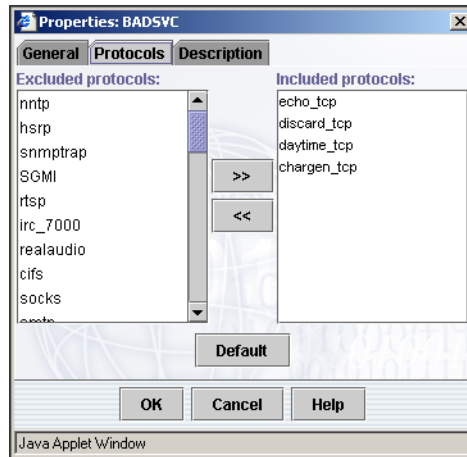 Properties: BADSVC
General Protocols Description
Excluded protocols:
nntp
hsrp
snmptrap
SGMI
rtsp
irc_7000
realaudio
cifs
socks
Included protocols:
echo_tcp
discard_tcp
daytime_tcp
chargen_tcp
>>
<<
Default
OK Cancel Help
Java Applet Window